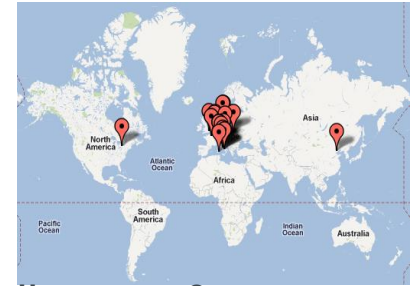 Asia
North
America
Atlantic
Ocean
Africa
South
America
Pacific
Ocean
Indian
Ocean
Australia